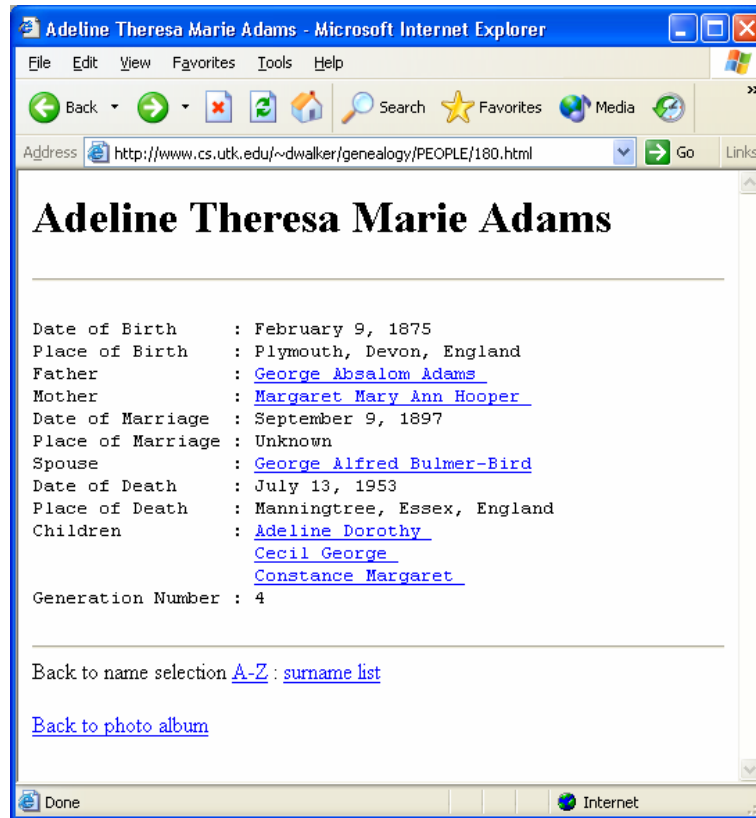 Adeline Theresa Marie Adams - Microsoft Internet Explorer
File Edit View Favorites Tools Help
Back Search Favorites Media »
Address http://www.cs.utk.edu/~dwalker/genealogy/PEOPLE/180.html Go Links
Adeline Theresa Marie Adams
Date of Birth : February 9, 1875
Place of Birth : Plymouth, Devon, England
Father : George Absalom Adams
Mother : Margaret Mary Ann Hooper
Date of Marriage : September 9, 1897
Place of Marriage : Unknown
Spouse : George Alfred Bulmer-Bird
Date of Death : July 13, 1953
Place of Death : Manningtree, Essex, England
Children : Adeline Dorothy
Cecil George
Constance Margaret
Generation Number : 4
Back to name selection A-Z : surname list
Back to photo album
Done Internet